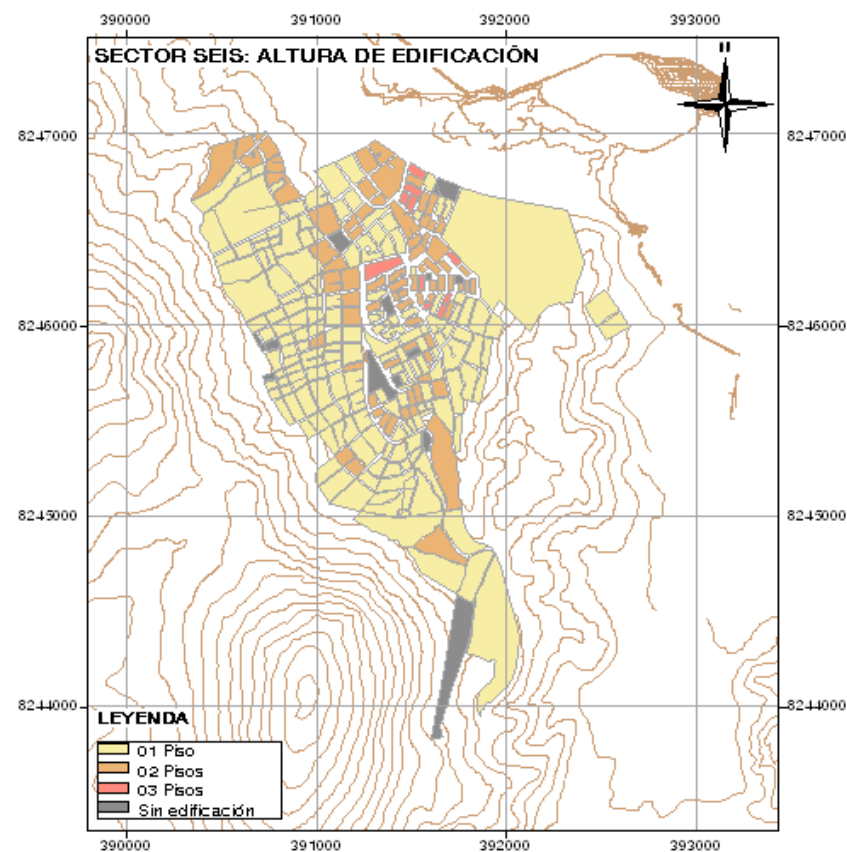 390000 391000 392000 393000
SECTOR SEIS: ALTURA DE EDIFICACIÓN
8247000 8247000
8246000 8246000
8245000 8245000
8244000 8244000
LEYENDA
01 Piso
02 Pisos
03 Pisos
Sin edificación
390000 391000 392000 393000